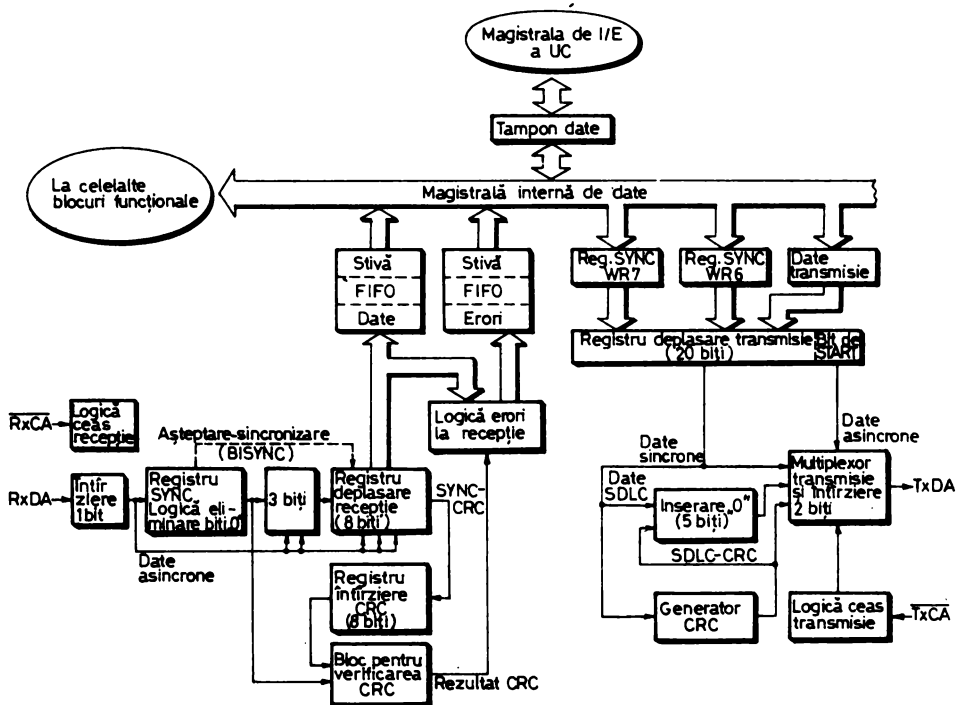 Magistrala de I/E
a UC
Tampon date
La celelalte
blocuri funcționale
Magistrală internă de date
Stivă
FIFO
Date
Stivă
FIFO
Erori
Reg.SYNC
WR7
Reg.SYNC
WR6
Date
transmisie
Registru deplasare transmisie
(20 biți)
Bit de
START
RxCA
Logică
ceas
recepție
Așteptare-sincronizare
(BISYNC)
Logică erori
la recepție
RxDA
Întîr
ziere
1bit
Registru
SYNC
Logică eli-
minare biți„0"
3 biți
Registru
deplasare
recepție
(8 biți)
SYNC-
CRC
Date
asincrone
Registru
întîrziere
CRC
(8 biți)
Bloc pentru
verificarea
CRC
Rezultat CRC
Date
sincrone
Date
asincrone
Date
SDLC
Inserare„0"
(5 biți)
SDLC-CRC
Multiplexor
transmisie
și întîrziere
2 biți
TxDA
Generator
CRC
Logică ceas
transmisie
TxCA